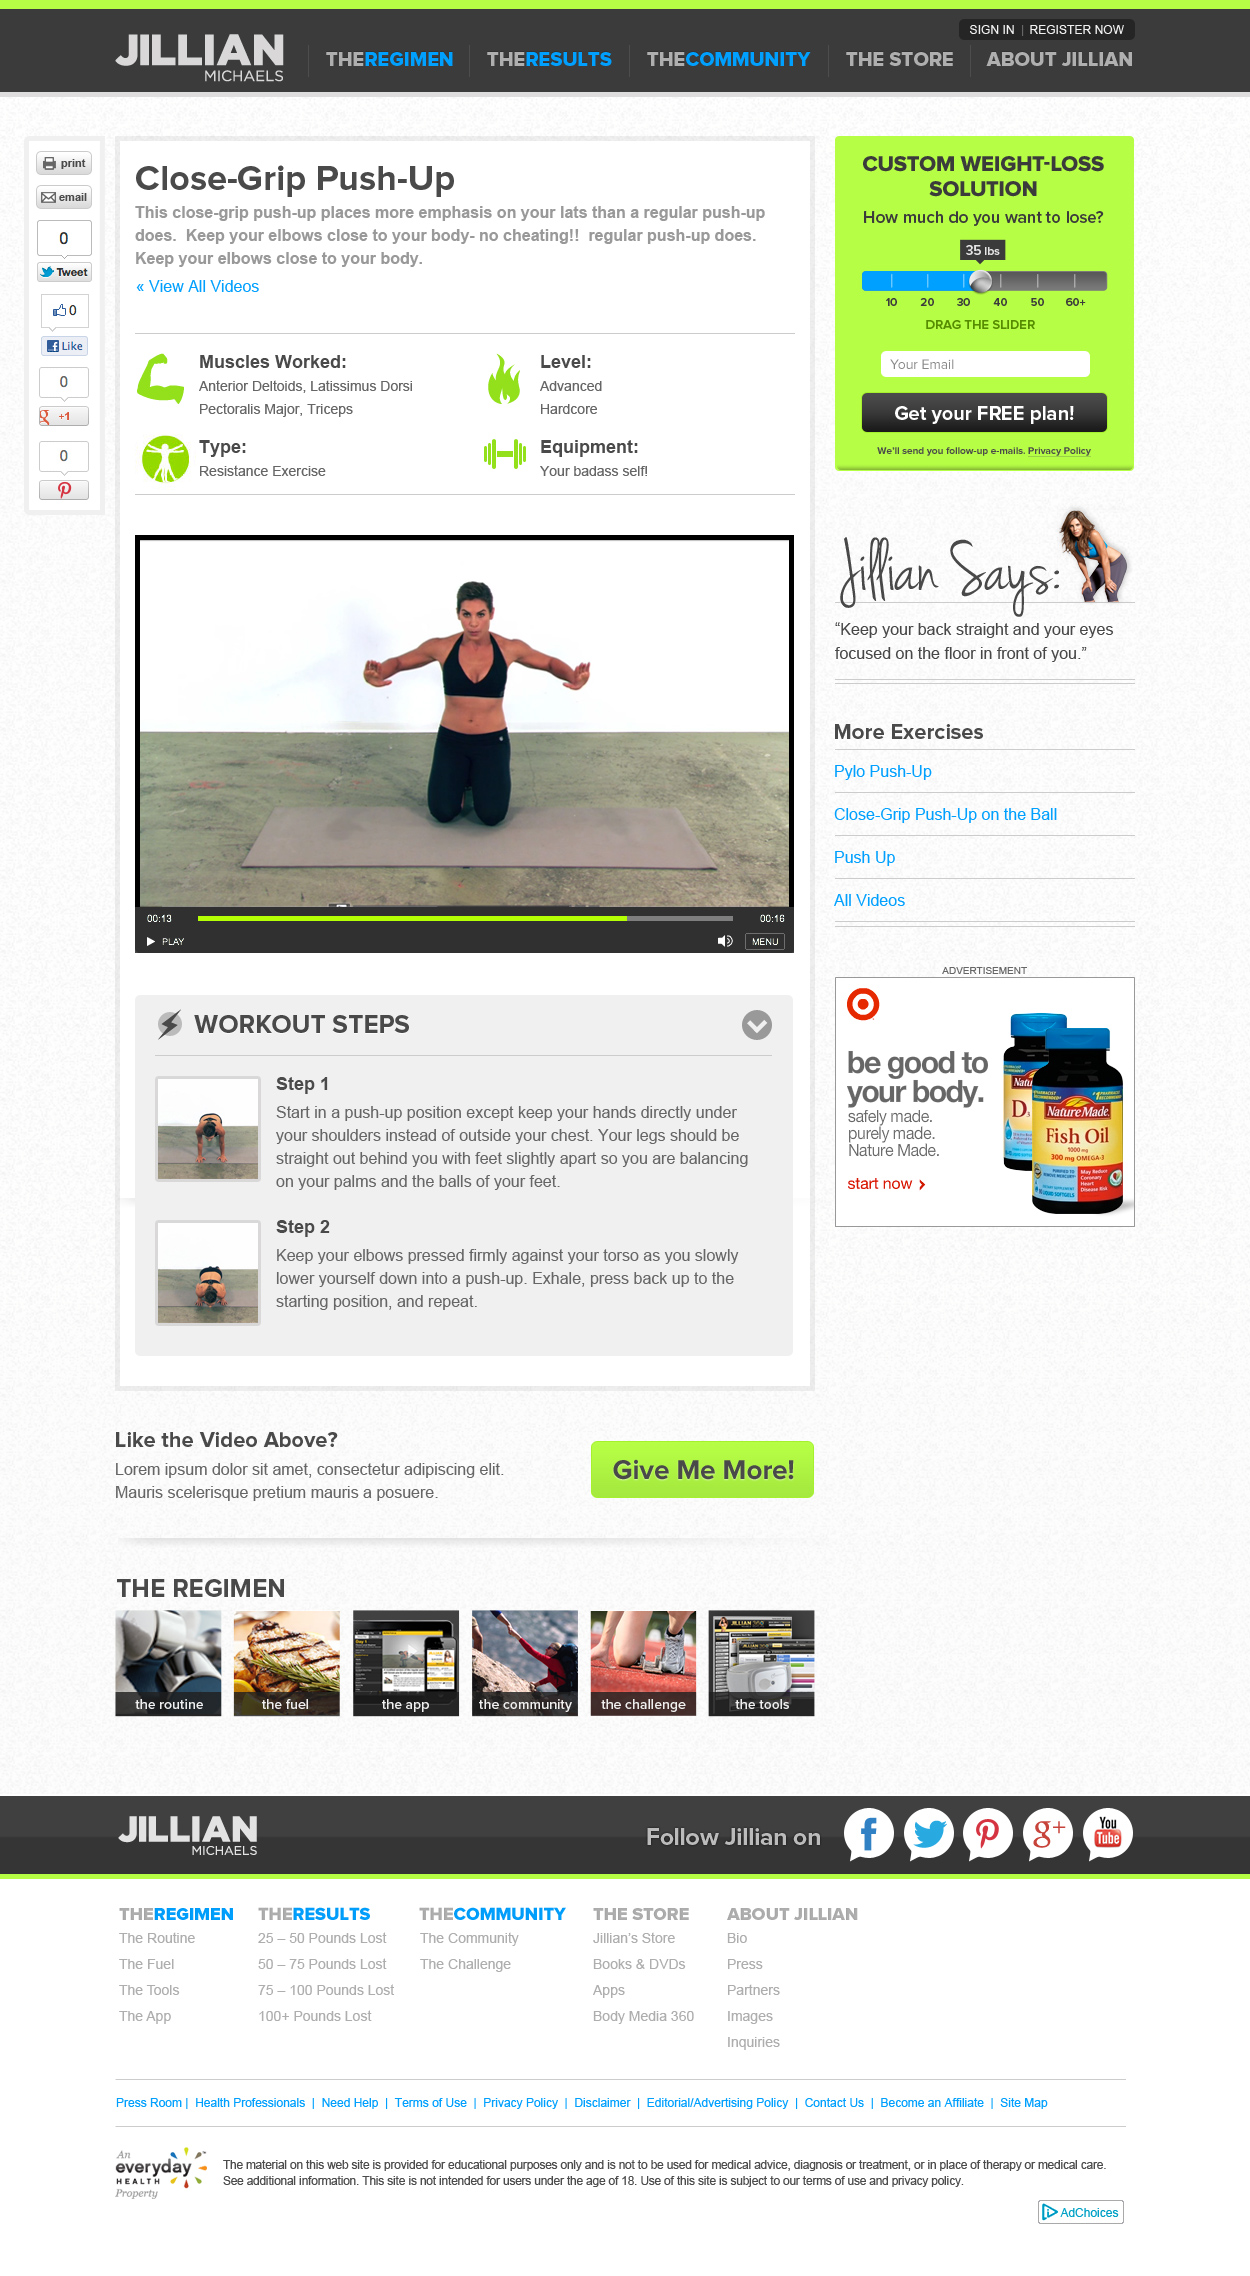 SIGN IN | REGISTER NOW
JILLIAN
MICHAELS
THEREGIMEN
THERESULTS
THECOMMUNITY
THE STORE
ABOUT JILLIAN
print
email
0
Tweet
0
Like
0
g +1
0
Close-Grip Push-Up
This close-grip push-up places more emphasis on your lats than a regular push-up
does. Keep your elbows close to your body- no cheating!! regular push-up does.
Keep your elbows close to your body.
« View All Videos
Muscles Worked:
Anterior Deltoids, Latissimus Dorsi
Pectoralis Major, Triceps
Level:
Advanced
Hardcore
Type:
Resistance Exercise
Equipment:
Your badass self!
00:13
00:16
PLAY
MENU
WORKOUT STEPS
Step 1
Start in a push-up position except keep your hands directly under
your shoulders instead of outside your chest. Your legs should be
straight out behind you with feet slightly apart so you are balancing
on your palms and the balls of your feet.
Step 2
Keep your elbows pressed firmly against your torso as you slowly
lower yourself down into a push-up. Exhale, press back up to the
starting position, and repeat.
CUSTOM WEIGHT-LOSS
SOLUTION
How much do you want to lose?
35 lbs
10 20 30 40 50 60+
DRAG THE SLIDER
Your Email
Get your FREE plan!
We'll send you follow-up e-mails. Privacy Policy
Jillian Says:
“Keep your back straight and your eyes
focused on the floor in front of you.”
More Exercises
Pylo Push-Up
Close-Grip Push-Up on the Ball
Push Up
All Videos
ADVERTISEMENT
be good to
your body.
safely made.
purely made.
Nature Made.
start now
Natu
D3
Nature Made
Fish Oil
1000 mg
300 mg OMEGA-3
May Reduce
Coronary
Heart
Disease Risk
Like the Video Above?
Lorem ipsum dolor sit amet, consectetur adipiscing elit.
Mauris scelerisque pretium mauris a posuere.
Give Me More!
THE REGIMEN
the routine
the fuel
the app
the community
the challenge
the tools
JILLIAN
MICHAELS
Follow Jillian on
f
g+
You
Tube
THEREGIMEN
The Routine
The Fuel
The Tools
The App
THERESULTS
25 – 50 Pounds Lost
50 – 75 Pounds Lost
75 – 100 Pounds Lost
100+ Pounds Lost
THECOMMUNITY
The Community
The Challenge
THE STORE
Jillian's Store
Books & DVDs
Apps
Body Media 360
ABOUT JILLIAN
Bio
Press
Partners
Images
Inquiries
Press Room | Health Professionals | Need Help | Terms of Use | Privacy Policy | Disclaimer | Editorial/Advertising Policy | Contact Us | Become an Affiliate | Site Map
An
everyday
HEALTH
Property
The material on this web site is provided for educational purposes only and is not to be used for medical advice, diagnosis or treatment, or in place of therapy or medical care.
See additional information. This site is not intended for users under the age of 18. Use of this site is subject to our terms of use and privacy policy.
AdChoices